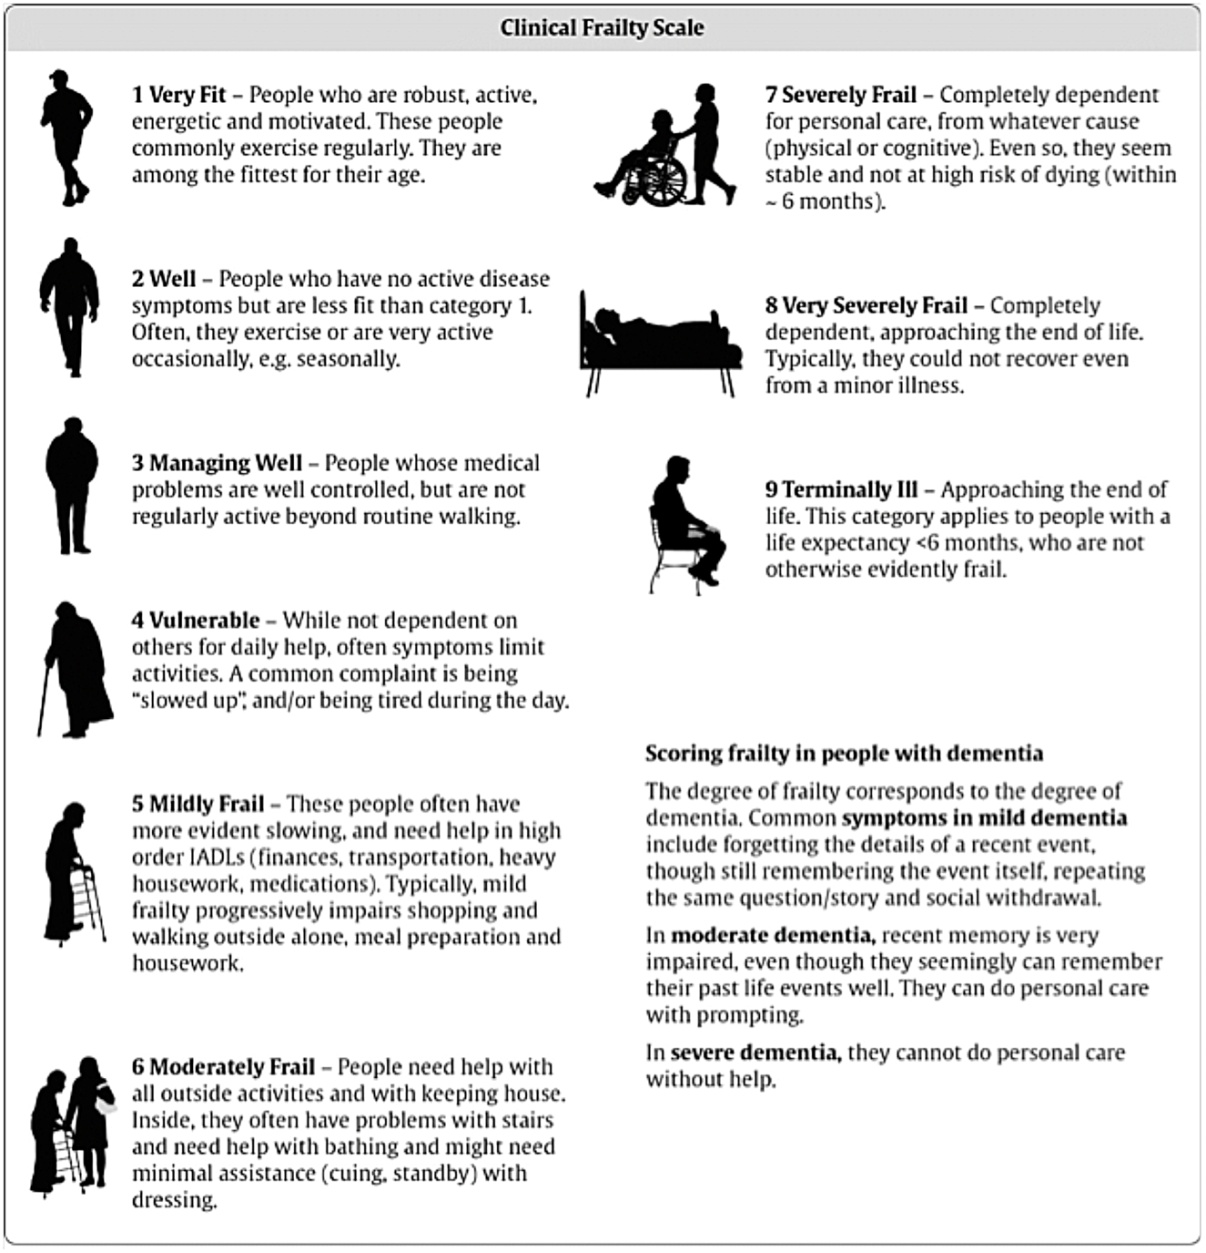 Clinical Frailty Scale
1 Very Fit – People who are robust, active,
energetic and motivated. These people
commonly exercise regularly. They are
among the fittest for their age.
2 Well – People who have no active disease
symptoms but are less fit than category 1.
Often, they exercise or are very active
occasionally, e.g. seasonally.
3 Managing Well – People whose medical
problems are well controlled, but are not
regularly active beyond routine walking.
4 Vulnerable – While not dependent on
others for daily help, often symptoms limit
activities. A common complaint is being
“slowed up”, and/or being tired during the day.
5 Mildly Frail – These people often have
more evident slowing, and need help in high
order IADLs (finances, transportation, heavy
housework, medications). Typically, mild
frailty progressively impairs shopping and
walking outside alone, meal preparation and
housework.
6 Moderately Frail – People need help with
all outside activities and with keeping house.
Inside, they often have problems with stairs
and need help with bathing and might need
minimal assistance (cuing, standby) with
dressing.
7 Severely Frail – Completely dependent
for personal care, from whatever cause
(physical or cognitive). Even so, they seem
stable and not at high risk of dying (within
~ 6 months).
8 Very Severely Frail – Completely
dependent, approaching the end of life.
Typically, they could not recover even
from a minor illness.
9 Terminally Ill – Approaching the end of
life. This category applies to people with a
life expectancy <6 months, who are not
otherwise evidently frail.
Scoring frailty in people with dementia
The degree of frailty corresponds to the degree of
dementia. Common symptoms in mild dementia
include forgetting the details of a recent event,
though still remembering the event itself, repeating
the same question/story and social withdrawal.
In moderate dementia, recent memory is very
impaired, even though they seemingly can remember
their past life events well. They can do personal care
with prompting.
In severe dementia, they cannot do personal care
without help.